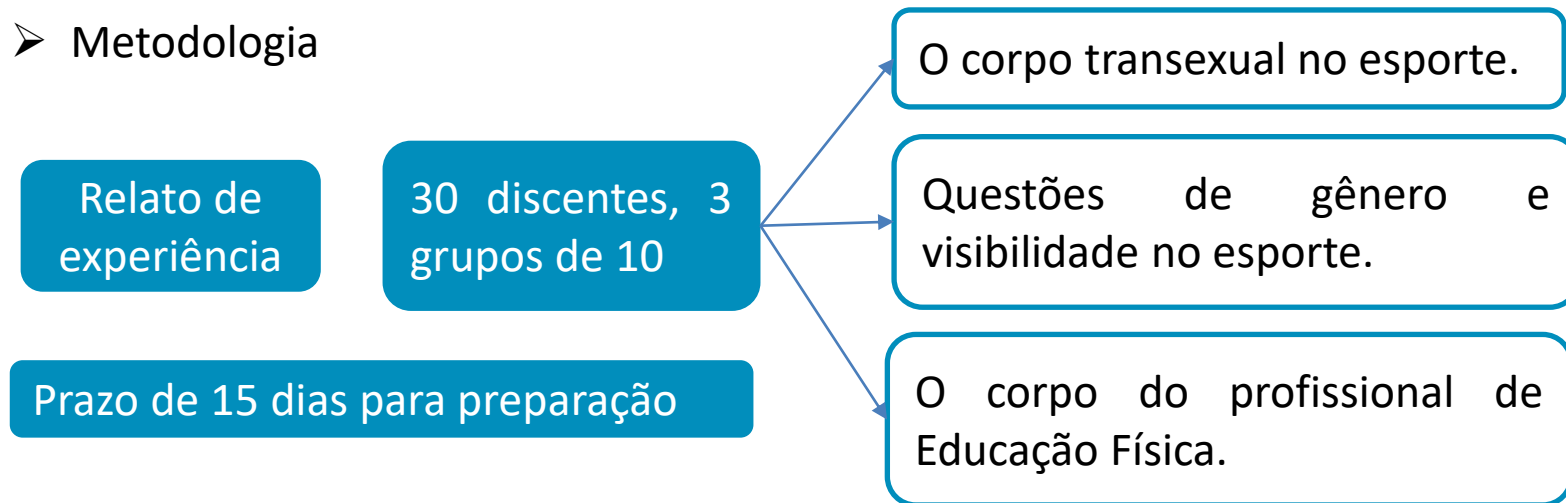 ➢ Metodologia
Relato de
experiência
30 discentes, 3
grupos de 10
Prazo de 15 dias para preparação
O corpo transexual no esporte.
Questões de gênero e
visibilidade no esporte.
O corpo do profissional de
Educação Física.